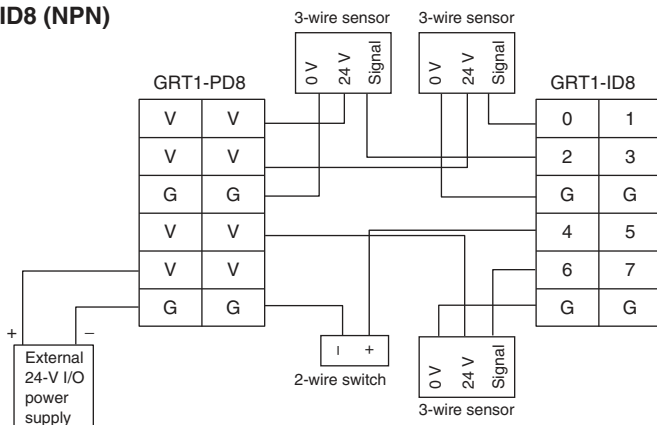 ID8 (NPN)
3-wire sensor 3-wire sensor
0 V 24 V Signal
0 V 24 V Signal
GRT1-PD8
V V
V V
G G
V V
V V
G G
GRT1-ID8
0 1
2 3
G G
4 5
6 7
G G
+ −
External
24-V I/O
power
supply
− +
2-wire switch
0 V 24 V Signal
3-wire sensor